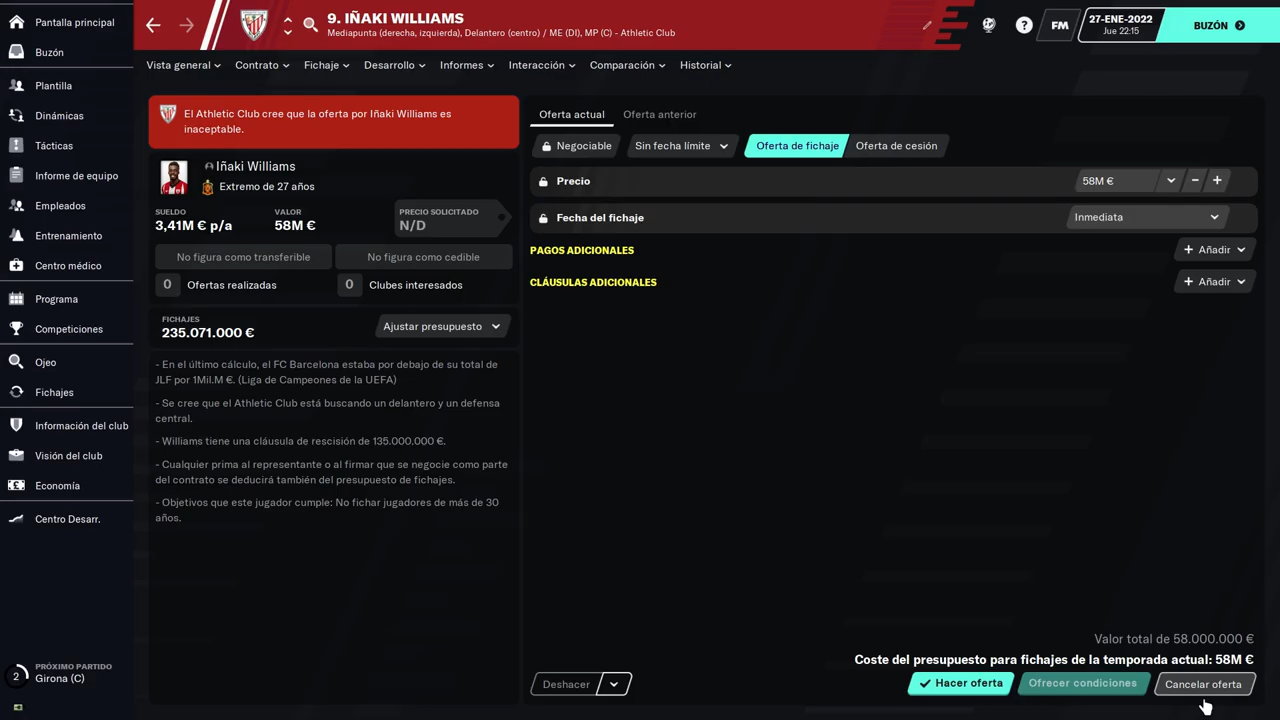 Pantalla principal
Buzón
Plantilla
Dinámicas
Tácticas
Informe de equipo
Empleados
Entrenamiento
Centro médico
Programa
Competiciones
Ojeo
Fichajes
Información del club
Visión del club
Economía
Centro Desarr.
2
PRÓXIMO PARTIDO
Girona (C)
9. IÑAKI WILLIAMS
Mediapunta (derecha, izquierda), Delantero (centro) / ME (DI), MP (C) - Athletic Club
?
FM
27-ENE-2022
Jue 22:15
BUZÓN
Vista general
Contrato
Fichaje
Desarrollo
Informes
Interacción
Comparación
Historial
El Athletic Club cree que la oferta por Iñaki Williams es
inaceptable.
Iñaki Williams
Extremo de 27 años
SUELDO
3,41M € p/a
VALOR
58M €
PRECIO SOLICITADO
N/D
No figura como transferible
No figura como cedible
0 Ofertas realizadas
0 Clubes interesados
FICHAJES
235.071.000 €
Ajustar presupuesto
- En el último cálculo, el FC Barcelona estaba por debajo de su total de
JLF por 1Mil.M €. (Liga de Campeones de la UEFA)
- Se cree que el Athletic Club está buscando un delantero y un defensa
central.
- Williams tiene una cláusula de rescisión de 135.000.000 €.
- Cualquier prima al representante o al firmar que se negocie como parte
del contrato se deducirá también del presupuesto de fichajes.
- Objetivos que este jugador cumple: No fichar jugadores de más de 30
años.
Oferta actual
Oferta anterior
Negociable
Sin fecha límite
Oferta de fichaje
Oferta de cesión
Precio
58M €
- +
Fecha del fichaje
Inmediata
PAGOS ADICIONALES
+ Añadir
CLÁUSULAS ADICIONALES
+ Añadir
Valor total de 58.000.000 €
Coste del presupuesto para fichajes de la temporada actual: 58M €
Deshacer
Hacer oferta
Ofrecer condiciones
Cancelar oferta